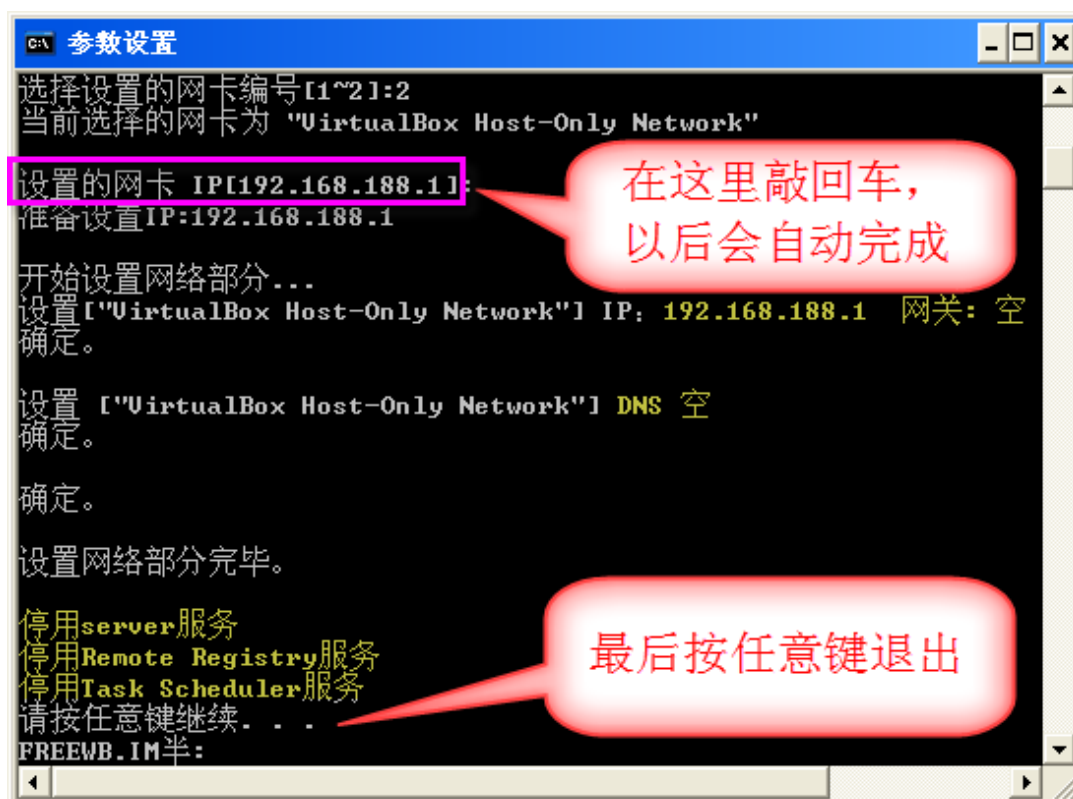 参数设置
选择设置的网卡编号[1~2]:2
当前选择的网卡为 "VirtualBox Host-Only Network"
设置的网卡 IP[192.168.188.1]:
准备设置IP:192.168.188.1
在这里敲回车，
以后会自动完成
开始设置网络部分...
设置["VirtualBox Host-Only Network"] IP：192.168.188.1 网关：空
确定。
设置 ["VirtualBox Host-Only Network"] DNS 空
确定。
确定。
设置网络部分完毕。
停用server服务
停用Remote Registry服务
停用Task Scheduler服务
请按任意键继续. . .
最后按任意键退出
FREEWB.IM半: